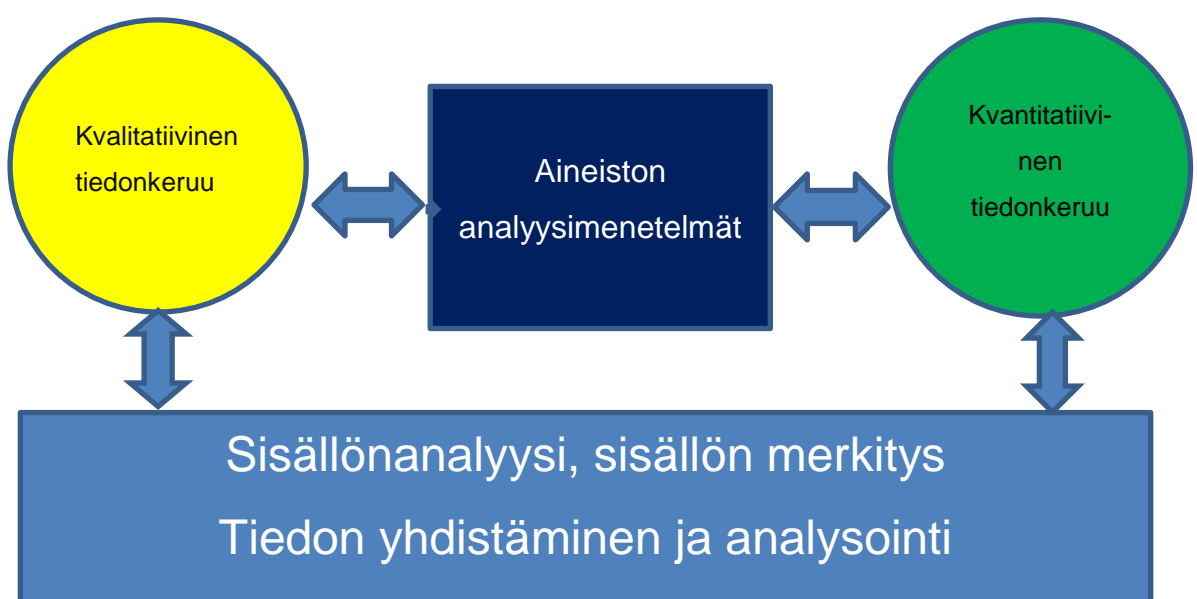 Kvalitatiivinen
tiedonkeruu
Aineiston
analyysimenetelmät
Kvantitatiivi-
nen
tiedonkeruu
Sisällönanalyysi, sisällön merkitys
Tiedon yhdistäminen ja analysointi